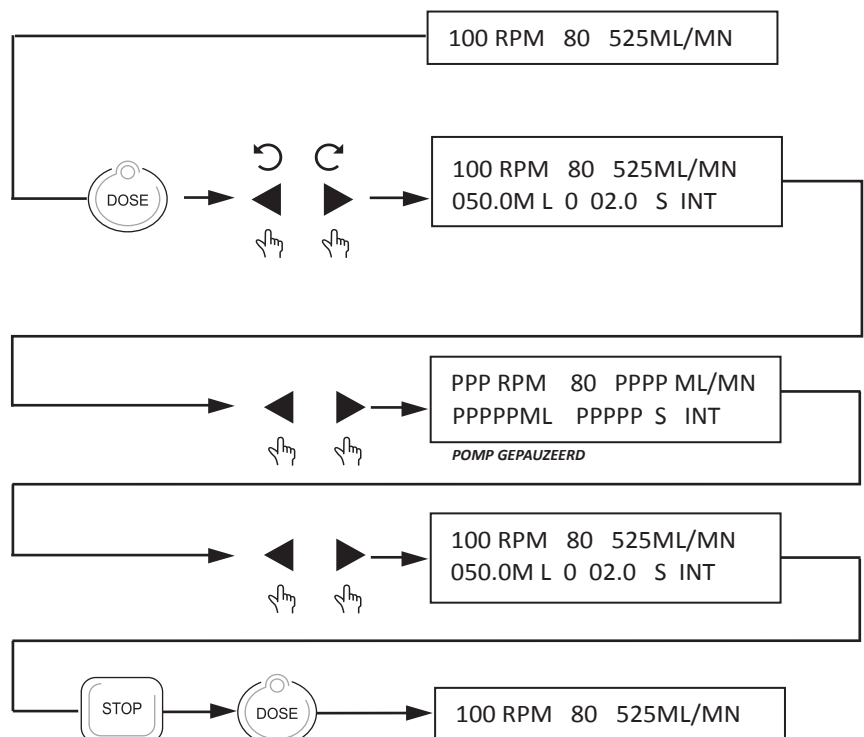 100 RPM 80 525ML/MN
DOSE
100 RPM 80 525ML/MN
050.0M L 0 02.0 S INT
PPP RPM 80 PPPP ML/MN
PPPPPML PPPPP S INT
POMP GEPAUZEERD
100 RPM 80 525ML/MN
050.0M L 0 02.0 S INT
STOP
DOSE
100 RPM 80 525ML/MN